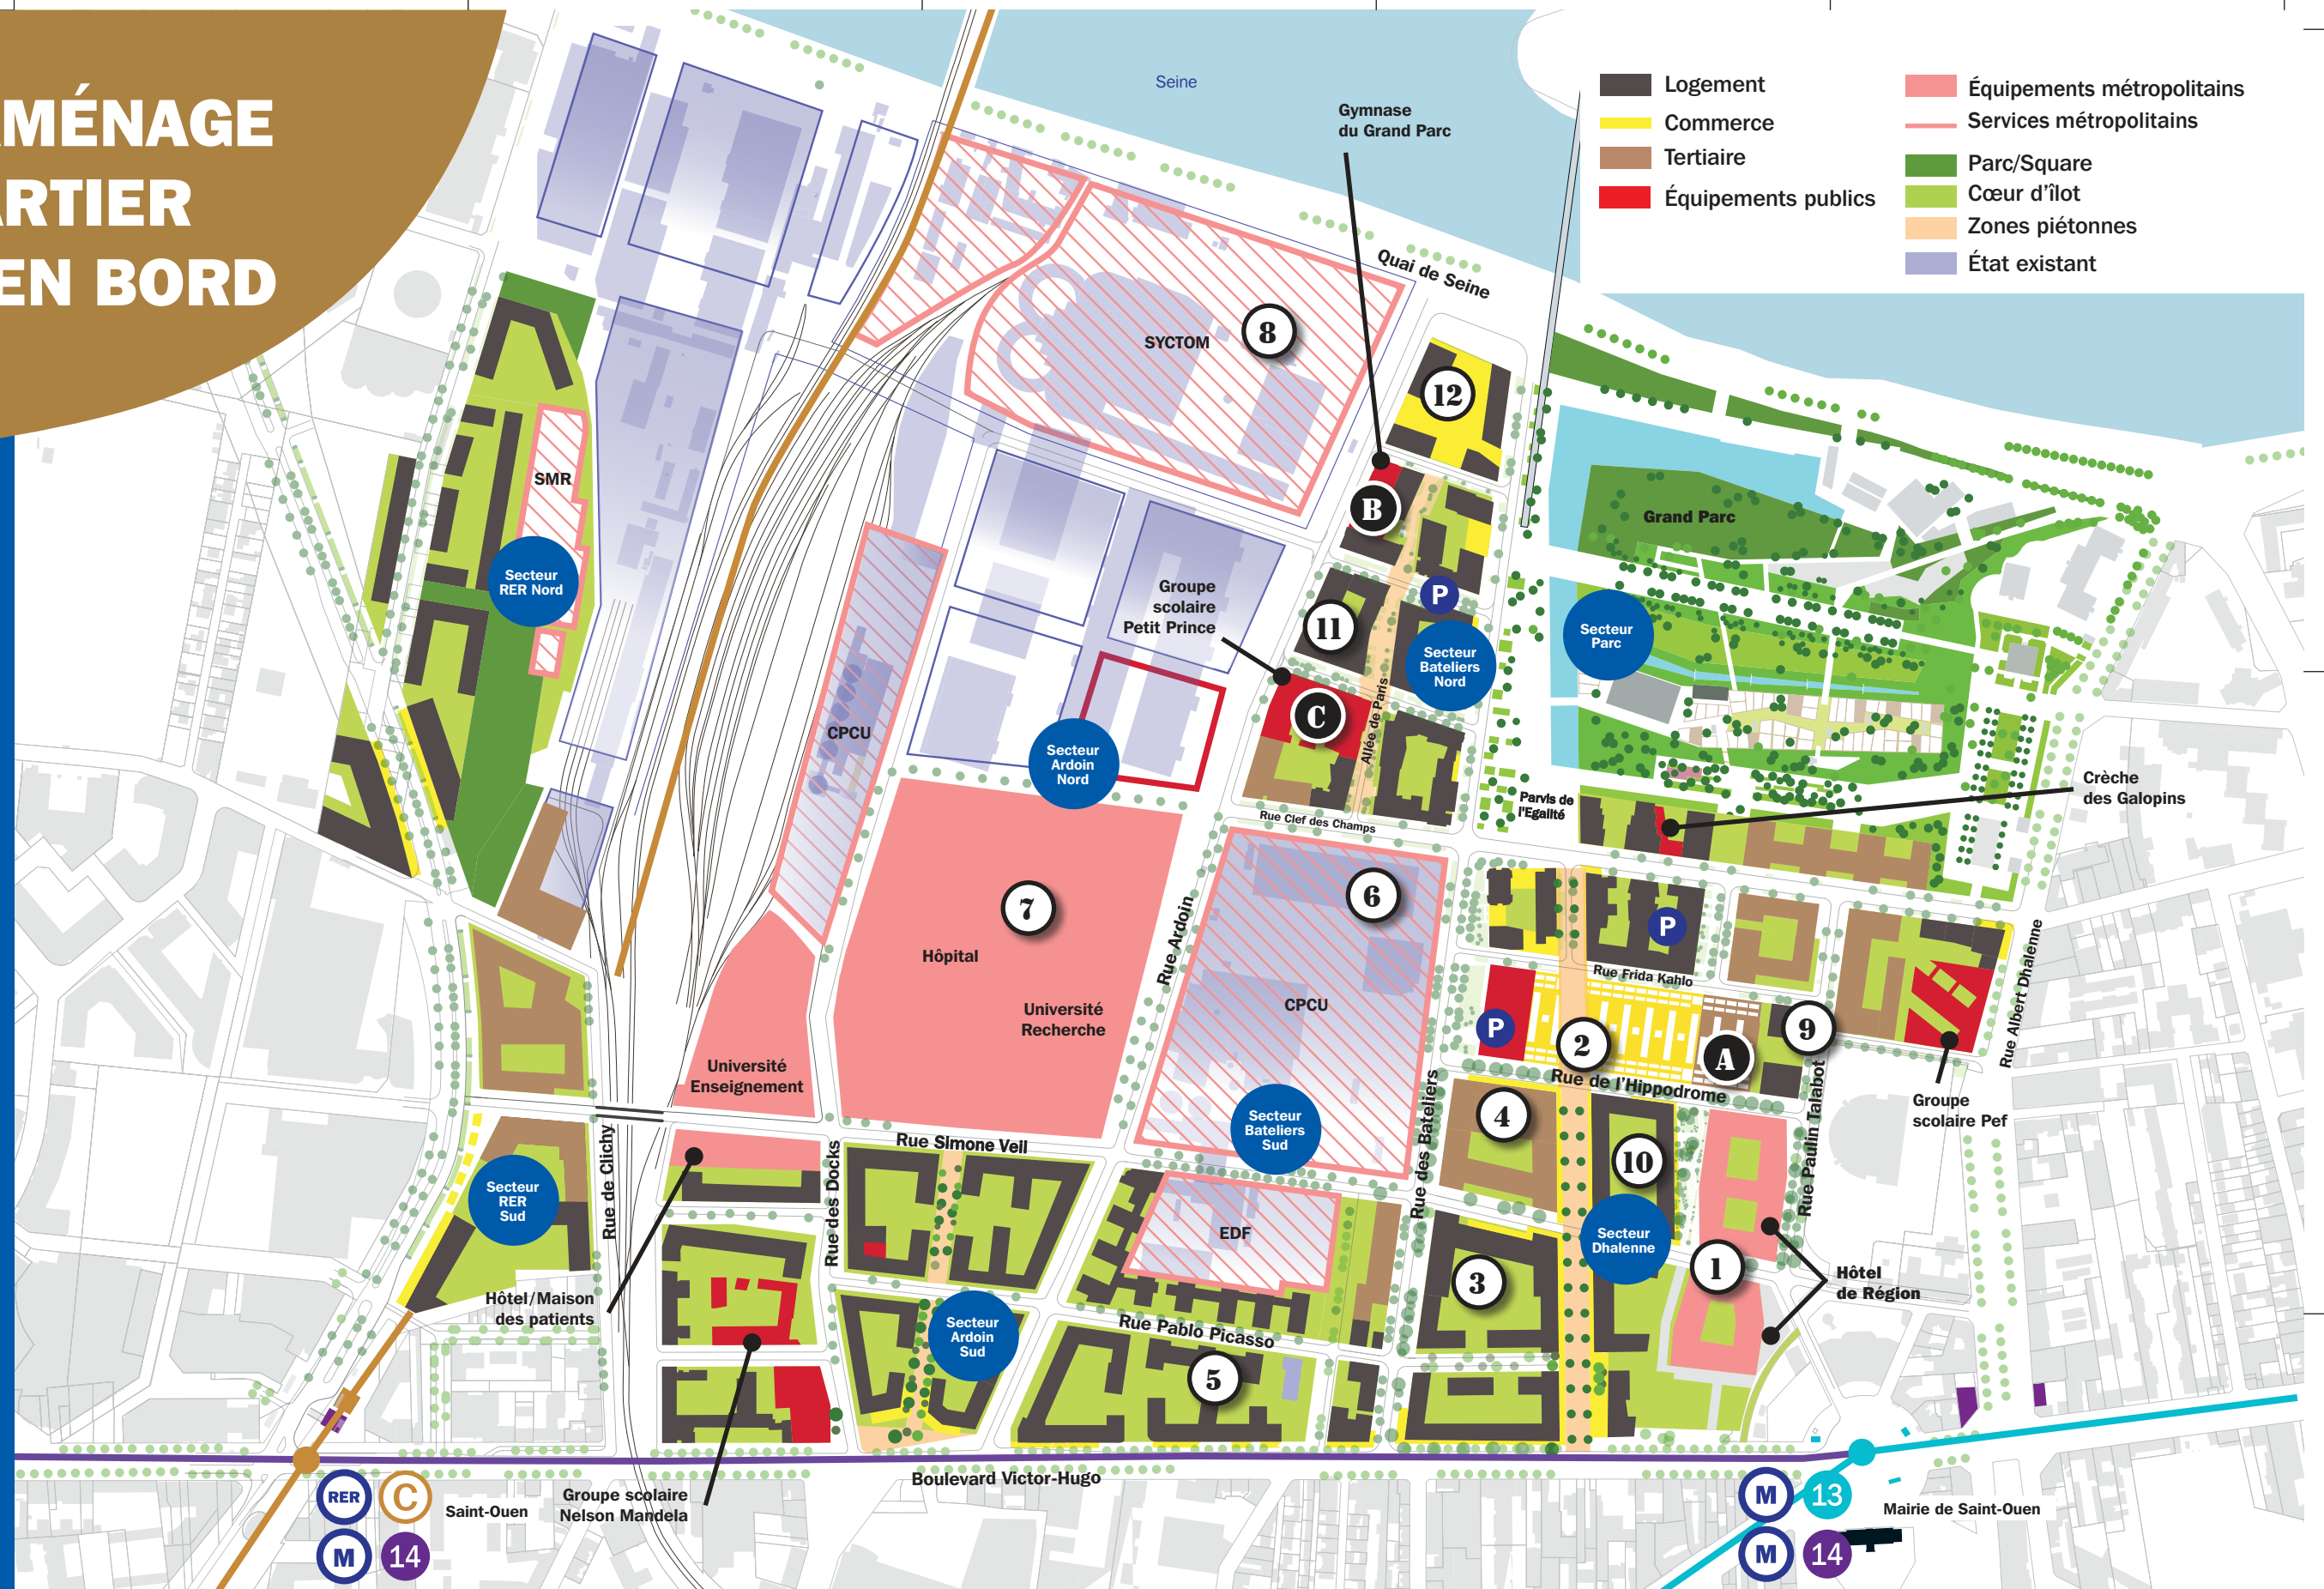 MÉNAGE
ARTIER
EN BORD
Seine
Gymnase
du Grand Parc
Logement
Commerce
Tertiaire
Équipements publics
Équipements métropolitains
Services métropolitains
Parc/Square
Cœur d'îlot
Zones piétonnes
État existant
Quai de Seine
SYCTOM
8
12
SMR
B
Grand Parc
Secteur
RER Nord
Groupe
scolaire
Petit Prince
P
11
Secteur
Bateliers
Nord
Secteur
Parc
C
Allée de Paris
CPCU
Secteur
Ardoin
Nord
Crèche
des Galopins
Parvis de
l'Egalité
Rue Clef des Champs
6
7
P
Hôpital
Rue Ardoin
Rue Frida Kahlo
Rue Albert Dhalenne
Université
Recherche
CPCU
P
2
9
A
Université
Enseignement
Rue de l'Hippodrome
Rue Paulin Talabot
Groupe
scolaire Pef
Secteur
Bateliers
Sud
4
Rue des Bateliers
Rue SImone Veil
10
Secteur
RER
Sud
Rue de Clichy
Rue des Docks
EDF
Secteur
Dhalenne
3
1
Hôtel
de Région
Hôtel/Maison
des patients
Secteur
Ardoin
Sud
Rue Pablo Picasso
5
Boulevard Victor-Hugo
RER
C
Saint-Ouen
M
14
Groupe scolaire
Nelson Mandela
M
13
Mairie de Saint-Ouen
M
14